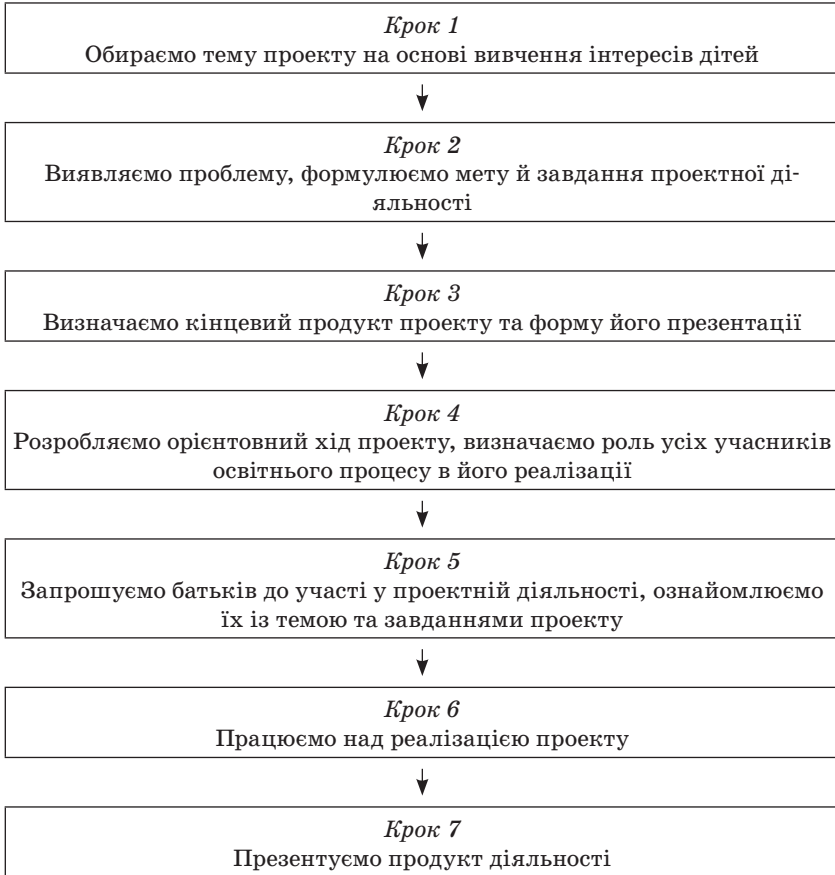 Крок 1
Обираємо тему проекту на основі вивчення інтересів дітей
Крок 2
Виявляємо проблему, формулюємо мету й завдання проектної ді-
яльності
Крок 3
Визначаємо кінцевий продукт проекту та форму його презентації
Крок 4
Розробляємо орієнтовний хід проекту, визначаємо роль усіх учасників
освітнього процесу в його реалізації
Крок 5
Запрошуємо батьків до участі у проектній діяльності, ознайомлюємо
їх із темою та завданнями проекту
Крок 6
Працюємо над реалізацією проекту
Крок 7
Презентуємо продукт діяльності